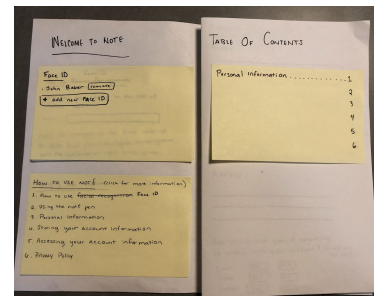 WELCOME TO NOTE
Face ID
· John Baker remove
+ add new FACE ID
HOW TO USE NOTE (click for more information)
1. How to use facial recognition Face ID
2. Using the note pen
3. Personal information
4. Storing your account information
5. Accessing your account information
6. Privacy Policy
TABLE OF CONTENTS
Personal information ............1
2
3
4
5
6